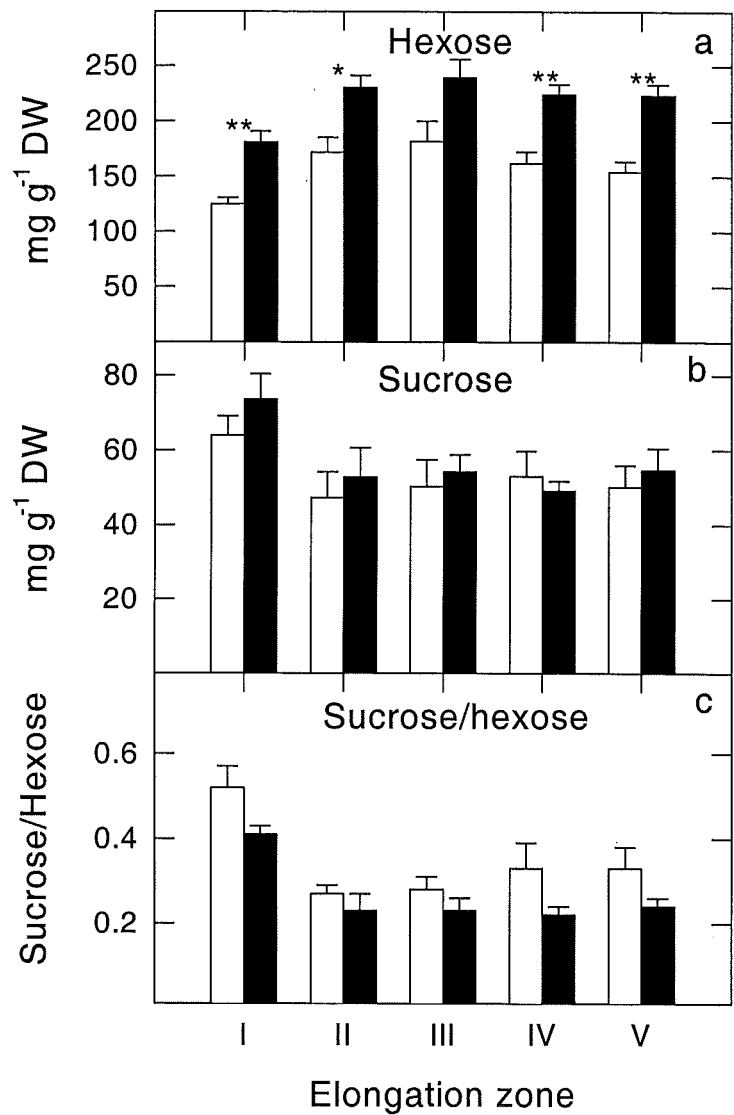 Hexose a
250
200
150
100
50
mg g⁻¹ DW
** * ** **
Sucrose b
80
60
40
20
mg g⁻¹ DW
Sucrose/hexose c
0.6
0.4
0.2
Sucrose/Hexose
I II III IV V
Elongation zone